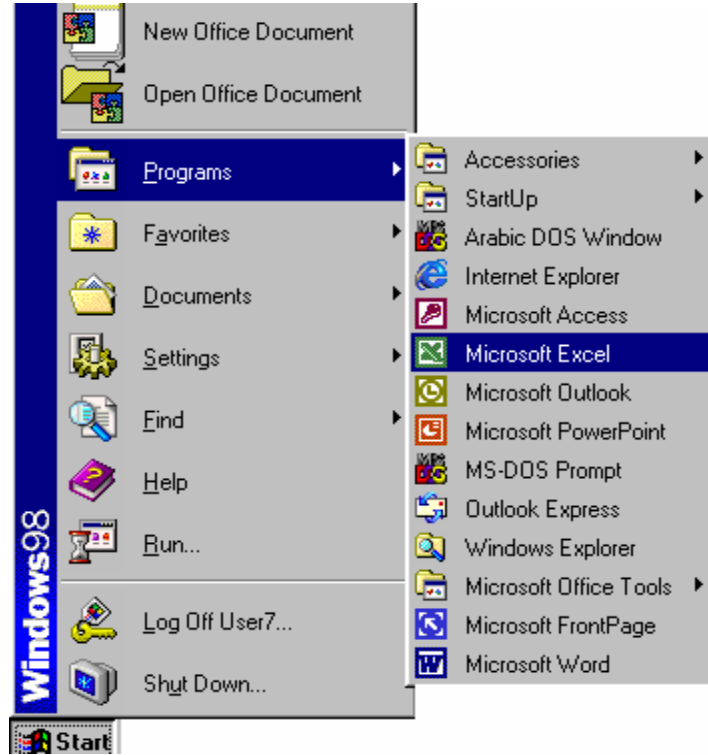 New Office Document
Open Office Document
Programs
Favorites
Documents
Settings
Find
Help
Run...
Log Off User7...
Shut Down...
Windows98
Start
Accessories
StartUp
Arabic DOS Window
Internet Explorer
Microsoft Access
Microsoft Excel
Microsoft Outlook
Microsoft PowerPoint
MS-DOS Prompt
Outlook Express
Windows Explorer
Microsoft Office Tools
Microsoft FrontPage
Microsoft Word